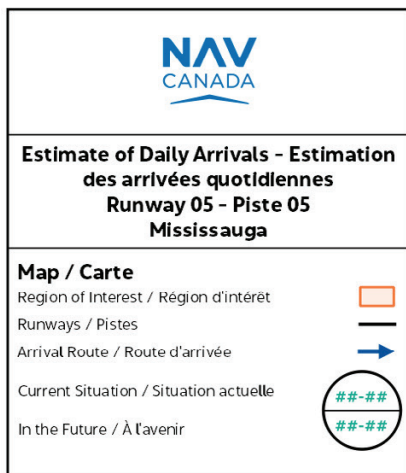 NAV
CANADA
Estimate of Daily Arrivals - Estimation
des arrivées quotidiennes
Runway 05 - Piste 05
Mississauga
Map / Carte
Region of Interest / Région d'intérêt
Runways / Pistes
Arrival Route / Route d'arrivée
Current Situation / Situation actuelle
##-##
In the Future / À l'avenir
##-##